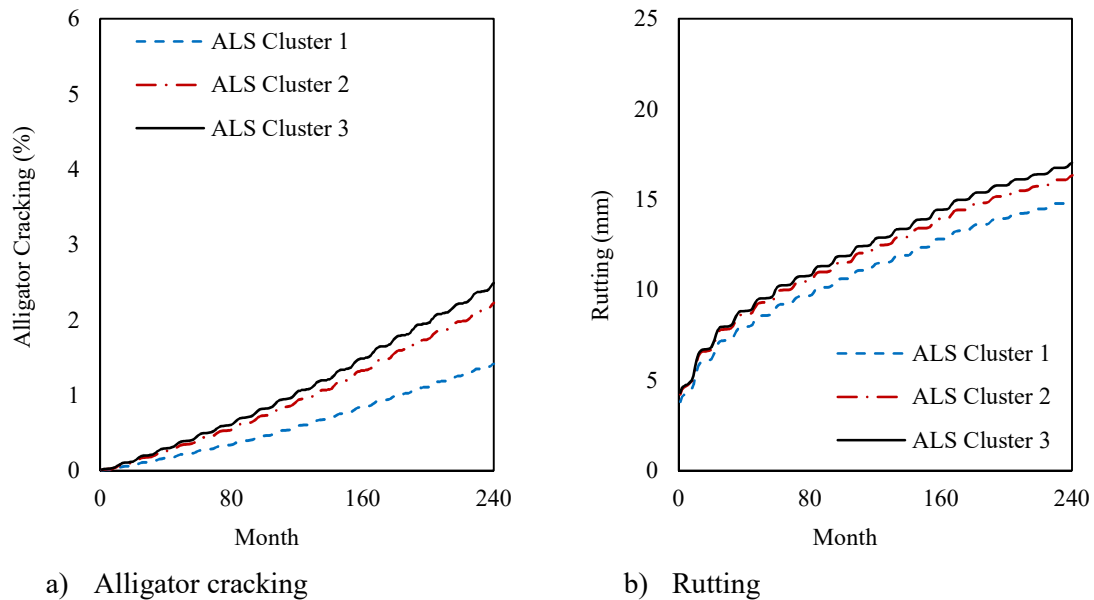 6
5
4
3
2
1
0
Alligator Cracking (%)
ALS Cluster 1
ALS Cluster 2
ALS Cluster 3
0 80 160 240
Month
a) Alligator cracking
25
20
15
10
5
0
Rutting (mm)
ALS Cluster 1
ALS Cluster 2
ALS Cluster 3
0 80 160 240
Month
b) Rutting